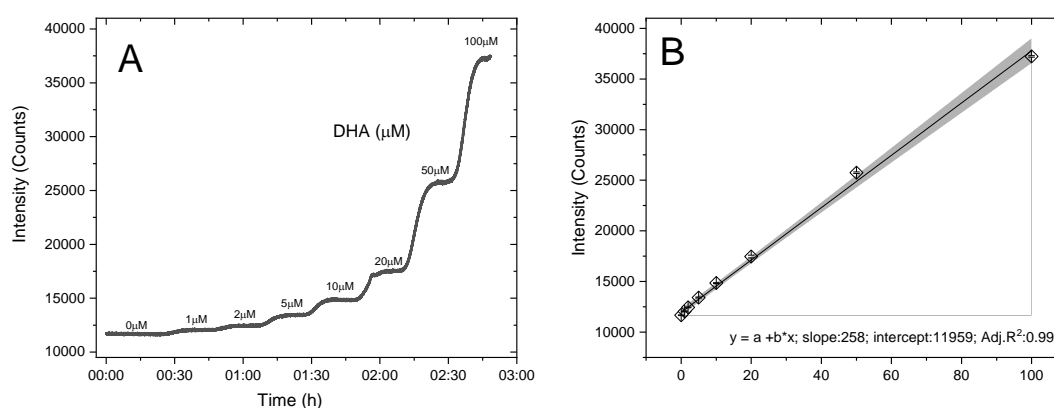 A
40000
35000
30000
25000
20000
15000
10000
Intensity (Counts)
DHA (μM)
0μM
1μM
2μM
5μM
10μM
20μM
50μM
100μM
00:00
00:30
01:00
01:30
02:00
02:30
03:00
Time (h)
B
40000
35000
30000
25000
20000
15000
10000
Intensity (Counts)
y = a +b*x; slope:258; intercept:11959; Adj.R²:0.99
0
20
40
60
80
100